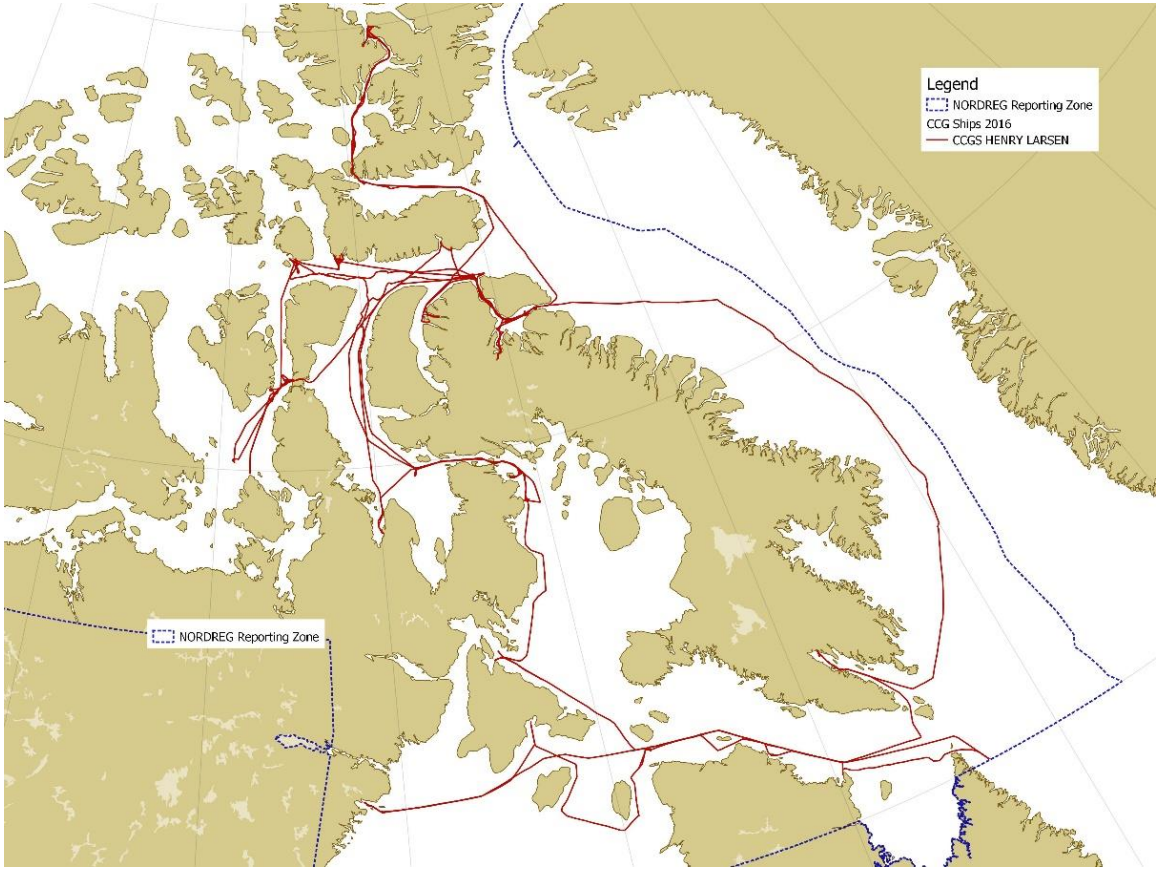 Legend
NORDREG Reporting Zone
CCG Ships 2016
CCGS HENRY LARSEN
NORDREG Reporting Zone